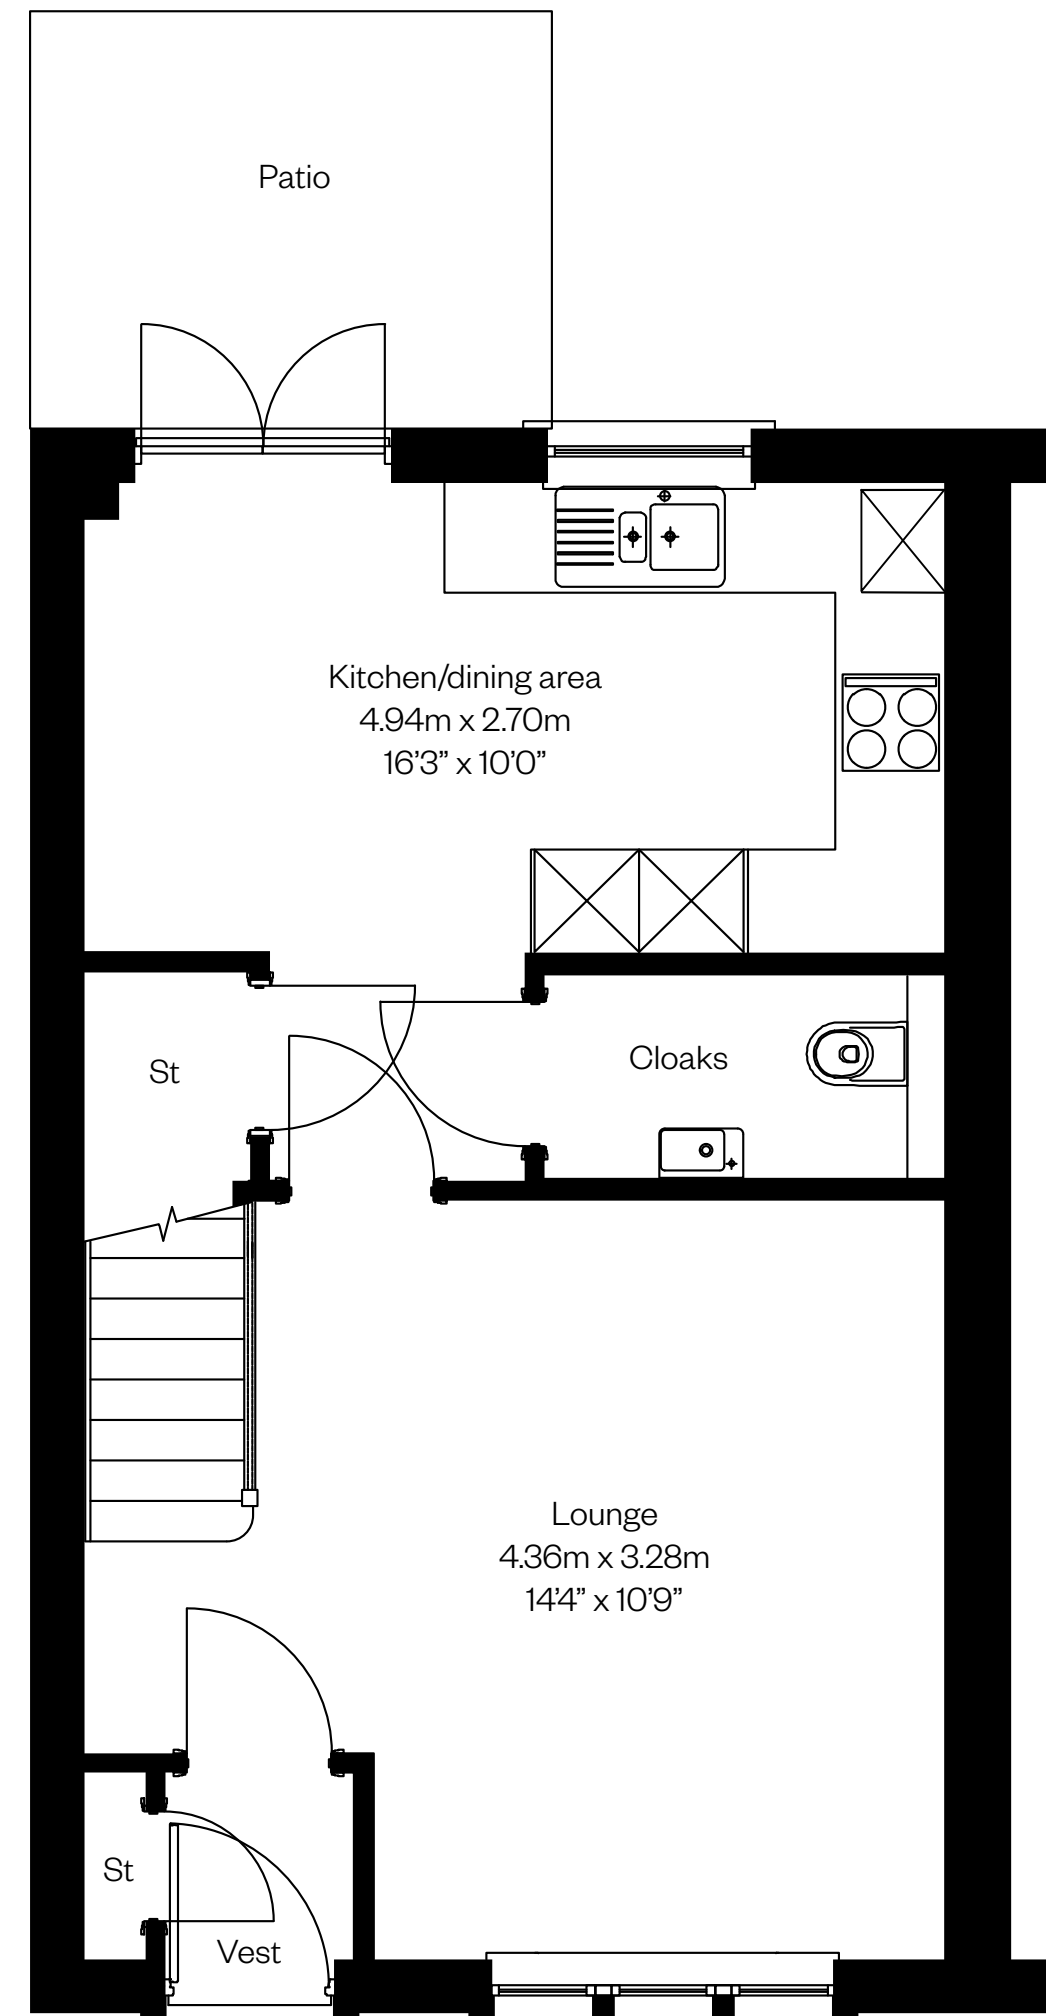 Patio
Kitchen/dining area
4.94m x 2.70m
16’3” x 10’0”
St
Cloaks
Lounge
4.36m x 3.28m
14’4” x 10’9”
St
Vest